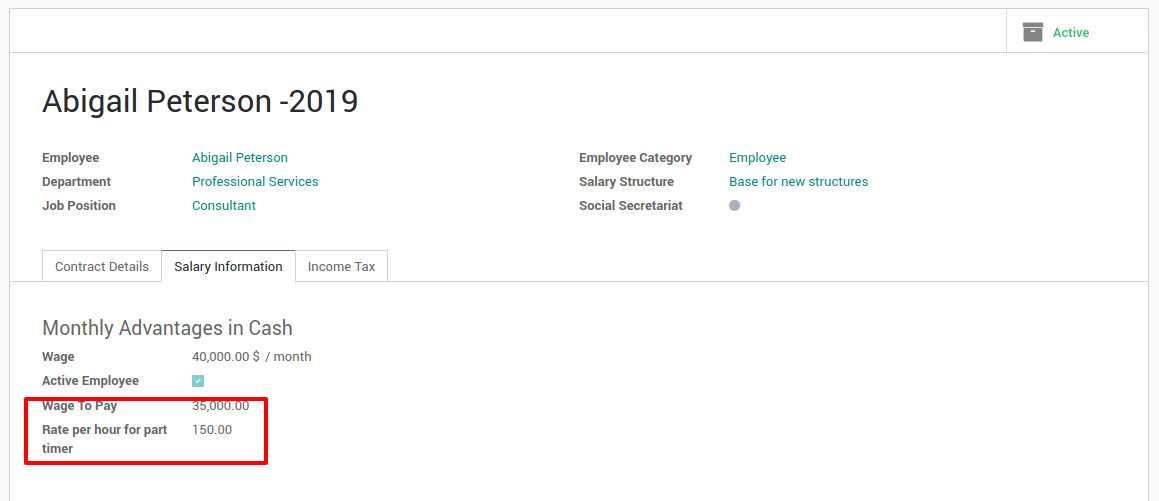 Active
Abigail Peterson -2019
Employee Abigail Peterson Employee Category Employee
Department Professional Services Salary Structure Base for new structures
Job Position Consultant Social Secretariat
Contract Details Salary Information Income Tax
Monthly Advantages in Cash
Wage 40,000.00 $ / month
Active Employee
Wage To Pay 35,000.00
Rate per hour for part 150.00
timer